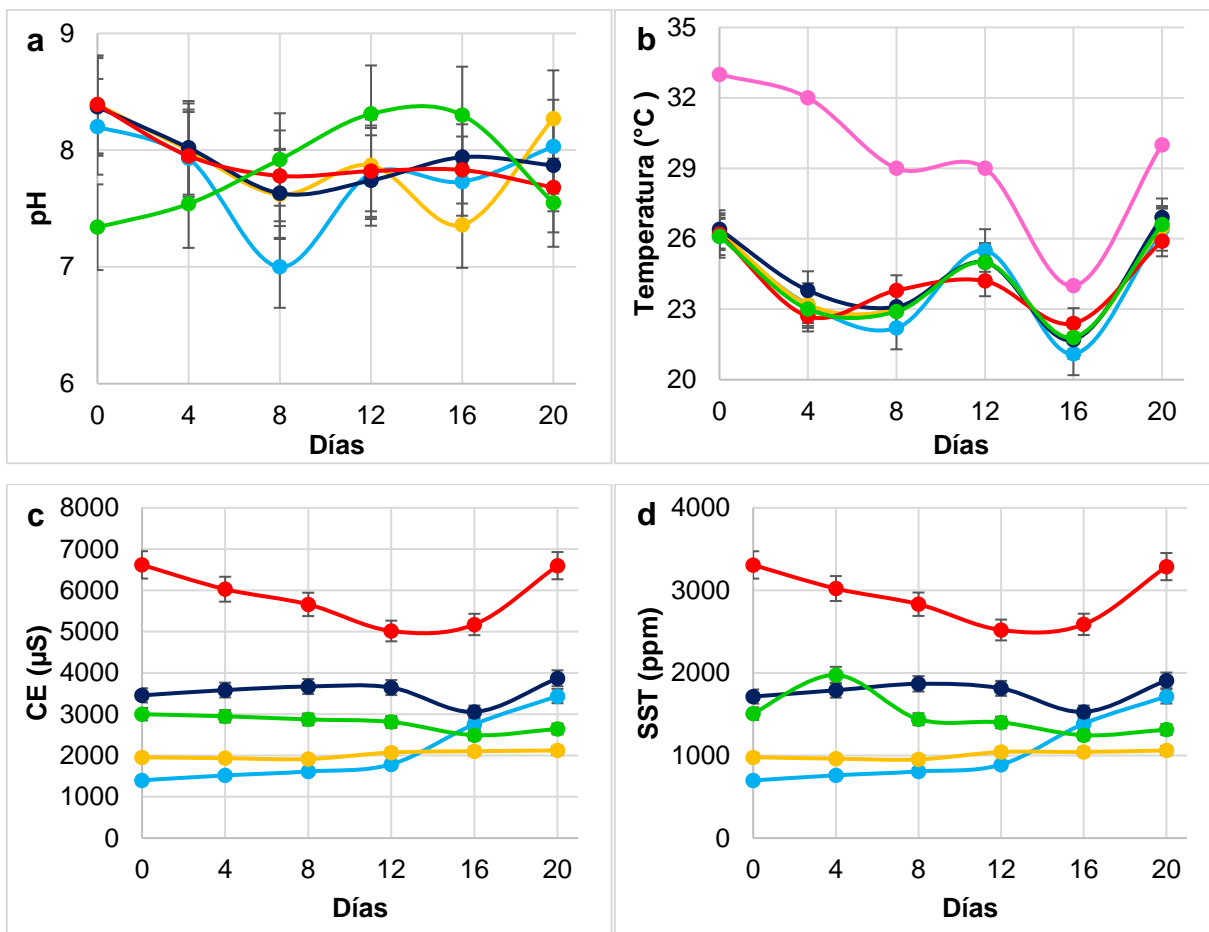 a
pH
9
8
7
6
0 4 8 12 16 20
Días
b
Temperatura (°C )
35
32
29
26
23
20
0 4 8 12 16 20
Días
c
CE (µS)
8000
7000
6000
5000
4000
3000
2000
1000
0
0 4 8 12 16 20
Días
d
SST (ppm)
4000
3000
2000
1000
0
0 4 8 12 16 20
Días